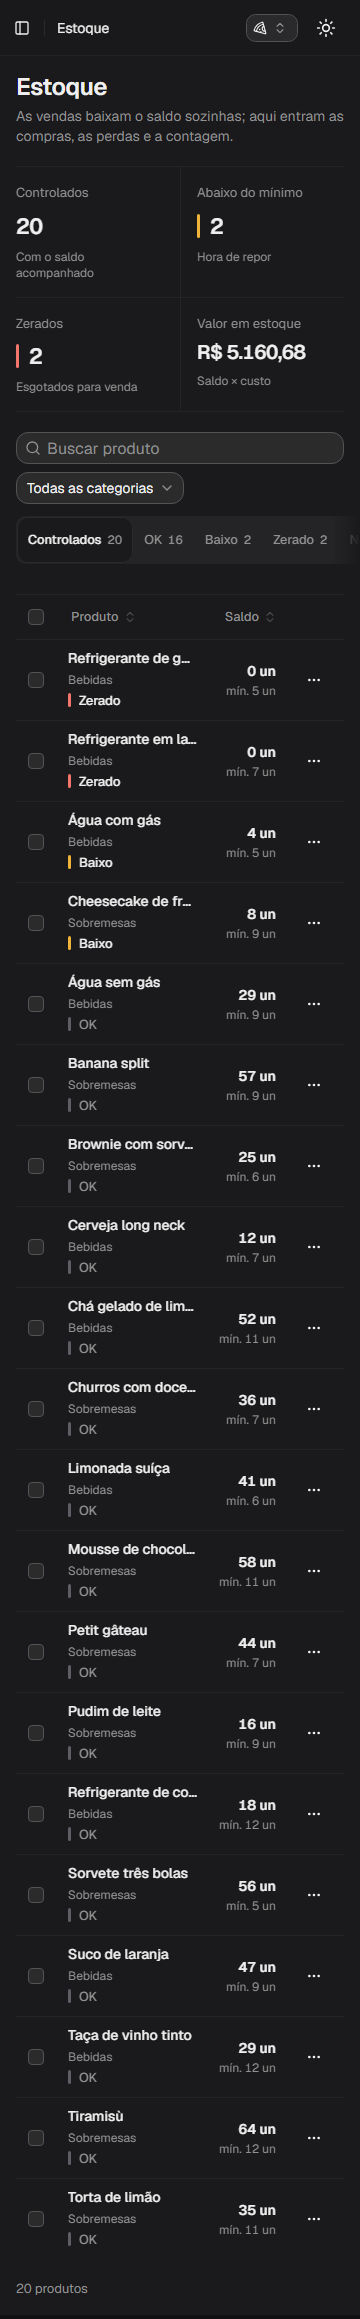 Estoque
Estoque
As vendas baixam o saldo sozinhas; aqui entram as
compras, as perdas e a contagem.
Controlados
20
Com o saldo
acompanhado
Abaixo do mínimo
2
Hora de repor
Zerados
2
Esgotados para venda
Valor em estoque
R$ 5.160,68
Saldo × custo
Buscar produto
Todas as categorias
Controlados 20 OK 16 Baixo 2 Zerado 2
Produto Saldo
Refrigerante de g...
Bebidas
Zerado
0 un
mín. 5 un
Refrigerante em la...
Bebidas
Zerado
0 un
mín. 7 un
Água com gás
Bebidas
Baixo
4 un
mín. 5 un
Cheesecake de fr...
Sobremesas
Baixo
8 un
mín. 9 un
Água sem gás
Bebidas
OK
29 un
mín. 9 un
Banana split
Sobremesas
OK
57 un
mín. 9 un
Brownie com sorv...
Sobremesas
OK
25 un
mín. 6 un
Cerveja long neck
Bebidas
OK
12 un
mín. 7 un
Chá gelado de lim...
Bebidas
OK
52 un
mín. 11 un
Churros com doce...
Sobremesas
OK
36 un
mín. 7 un
Limonada suíça
Bebidas
OK
41 un
mín. 6 un
Mousse de chocol...
Sobremesas
OK
58 un
mín. 11 un
Petit gâteau
Sobremesas
OK
44 un
mín. 7 un
Pudim de leite
Sobremesas
OK
16 un
mín. 9 un
Refrigerante de co...
Bebidas
OK
18 un
mín. 12 un
Sorvete três bolas
Sobremesas
OK
56 un
mín. 5 un
Suco de laranja
Bebidas
OK
47 un
mín. 9 un
Taça de vinho tinto
Bebidas
OK
29 un
mín. 12 un
Tiramisù
Sobremesas
OK
64 un
mín. 12 un
Torta de limão
Sobremesas
OK
35 un
mín. 11 un
20 produtos